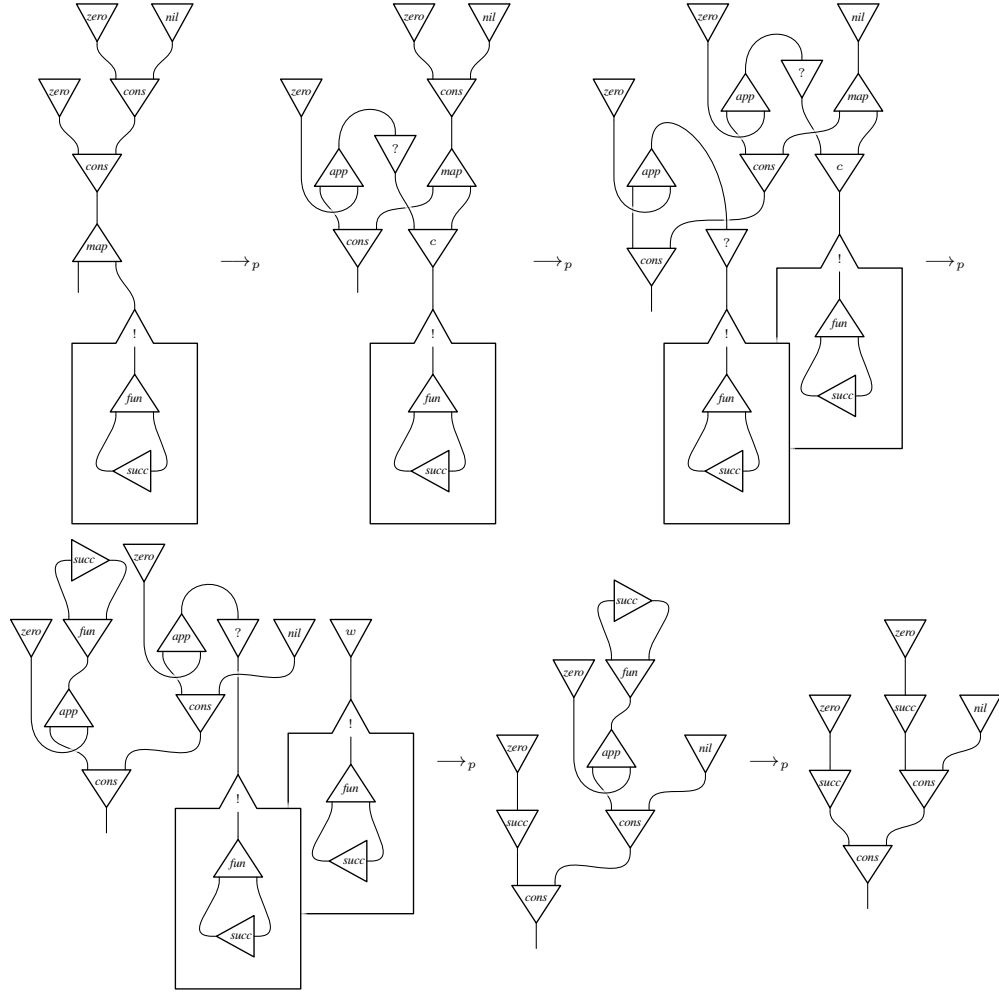 zero nil zero nil zero nil
app ? map
zero cons zero cons zero
app ? map app cons c
cons
map cons c cons ? !
⟶p ⟶p ⟶p
fun
! ! !
succ
fun fun fun
succ succ succ
succ zero
succ
zero fun app ? nil w zero
zero fun
app cons ! zero succ nil
zero app nil
cons ! fun ⟶p ⟶p succ cons
succ cons
fun succ cons
cons
succ